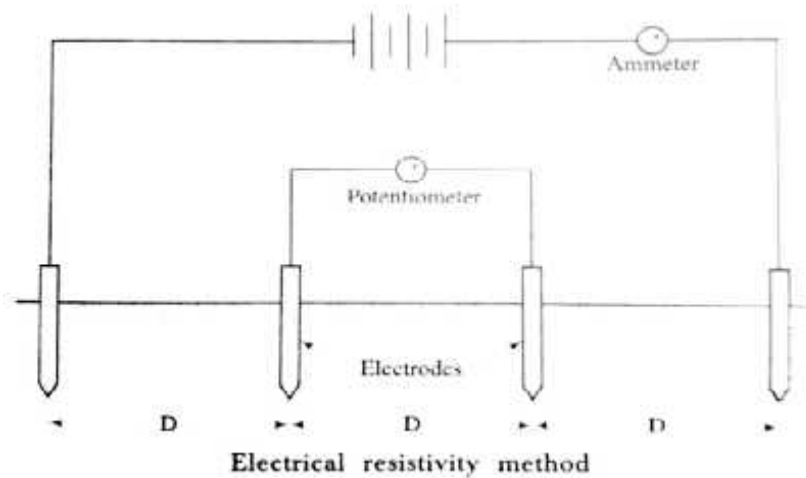 Ammeter
Potentiometer
Electrodes
D D D
Electrical resistivity method